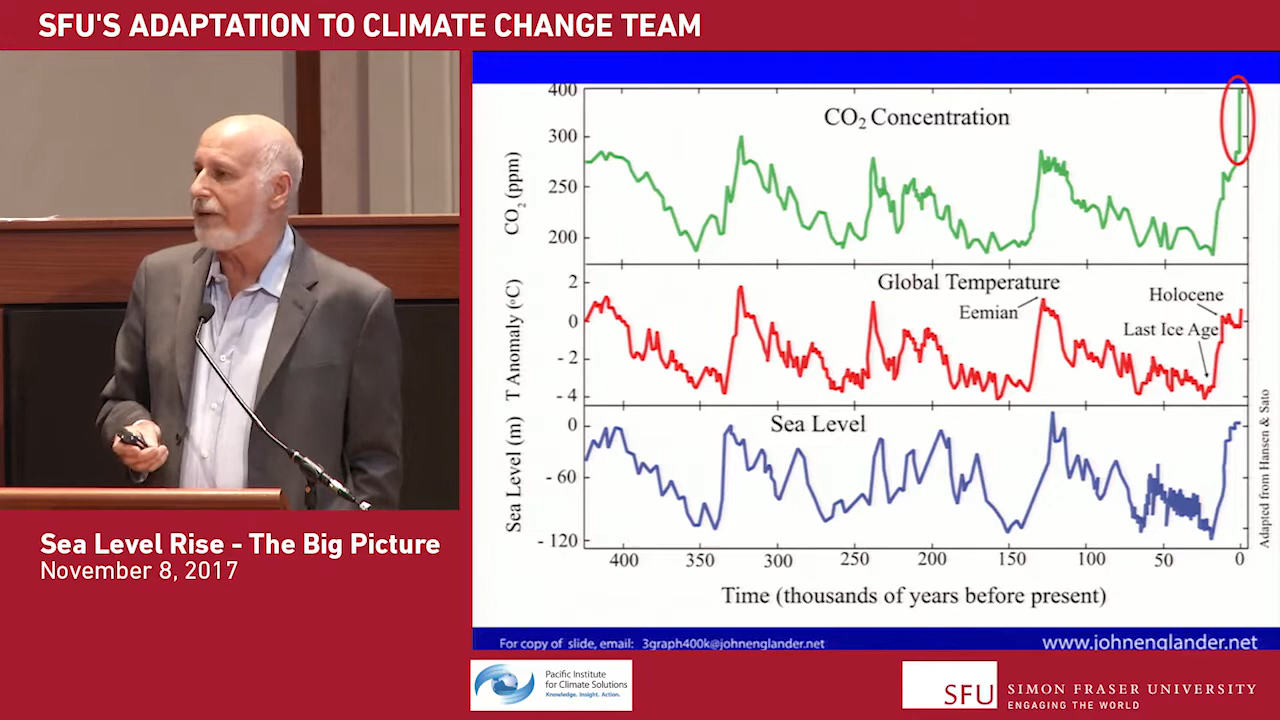 SFU'S ADAPTATION TO CLIMATE CHANGE TEAM
Sea Level Rise - The Big Picture
November 8, 2017
CO2 Concentration
CO2 (ppm)
400
300
250
200
Global Temperature
Eemian
Holocene
Last Ice Age
T Anomaly (°C)
2
0
- 2
- 4
Sea Level
Sea Level (m)
0
- 60
- 120
400 350 300 250 200 150 100 50 0
Time (thousands of years before present)
Adapted from Hansen & Sato
For copy of slide, email: 3graph400k@johnenglander.net
www.johnenglander.net
Pacific Institute
for Climate Solutions
Knowledge. Insight. Action.
SFU
SIMON FRASER UNIVERSITY
ENGAGING THE WORLD